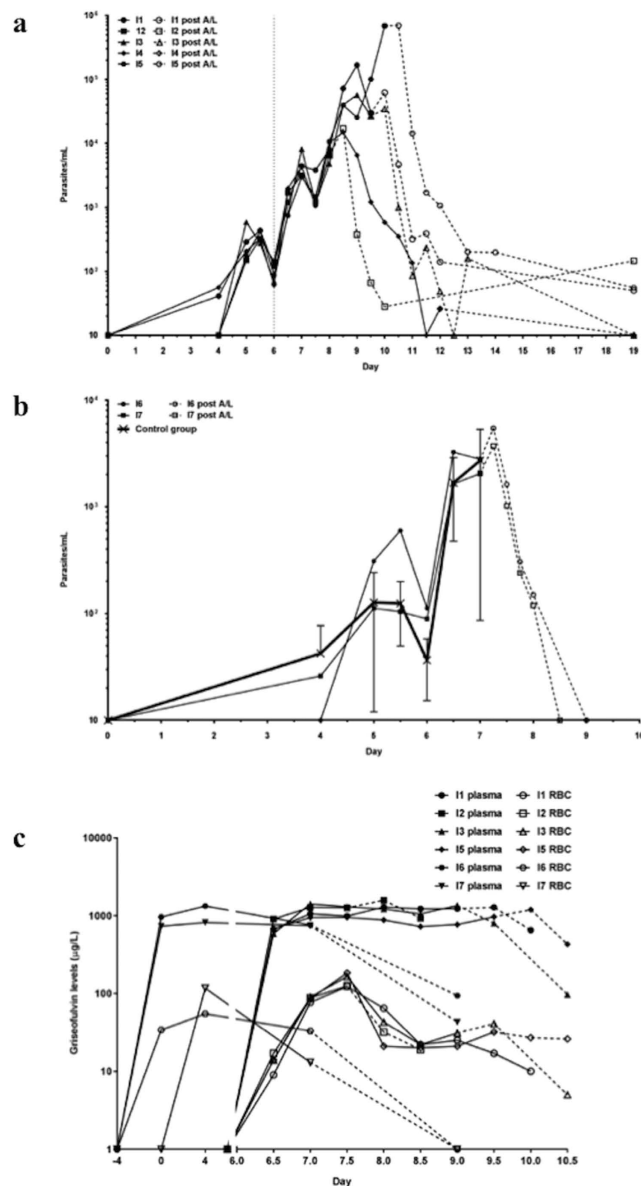 a
I1 I1 post A/L
12 I2 post A/L
I3 I3 post A/L
I4 I4 post A/L
I5 I5 post A/L
10⁶
10⁵
10⁴
10³
10²
10
Parasites/mL
0 1 2 3 4 5 6 7 8 9 10 11 12 13 14 15 16 17 18 19
Day
b
I6 I6 post A/L
I7 I7 post A/L
Control group
10⁴
10³
10²
10
Parasites/mL
0 1 2 3 4 5 6 7 8 9 10
Day
c
I1 plasma I1 RBC
I2 plasma I2 RBC
I3 plasma I3 RBC
I5 plasma I5 RBC
I6 plasma I6 RBC
I7 plasma I7 RBC
10000
1000
100
10
1
Griseofulvin levels (µg/L)
-4 0 4 6.0 6.5 7.0 7.5 8.0 8.5 9.0 9.5 10.0 10.5
Day